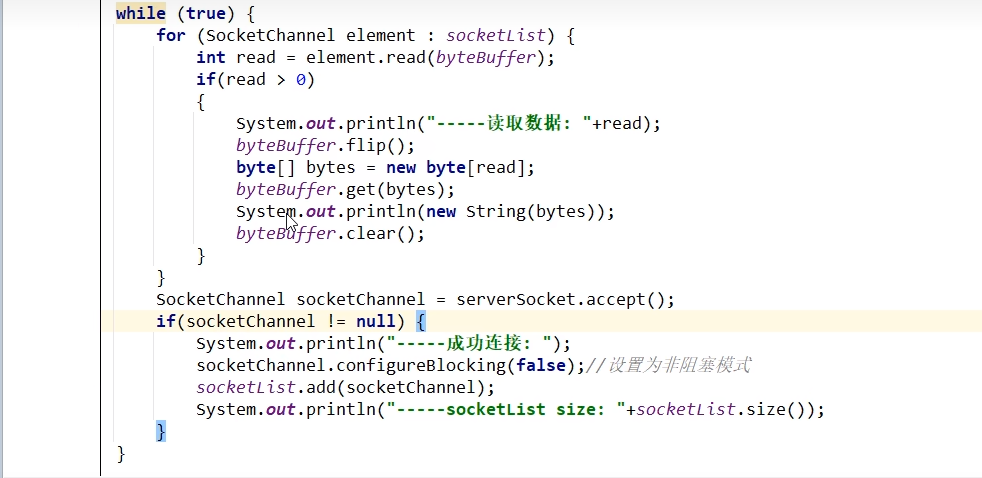 while (true) {
for (SocketChannel element : socketList) {
int read = element.read(byteBuffer);
if(read > 0)
{
System.out.println("-----读取数据: "+read);
byteBuffer.flip();
byte[] bytes = new byte[read];
byteBuffer.get(bytes);
System.out.println(new String(bytes));
byteBuffer.clear();
}
}
SocketChannel socketChannel = serverSocket.accept();
if(socketChannel != null) {
System.out.println("-----成功连接: ");
socketChannel.configureBlocking(false);//设置为非阻塞模式
socketList.add(socketChannel);
System.out.println("-----socketList size: "+socketList.size());
}
}